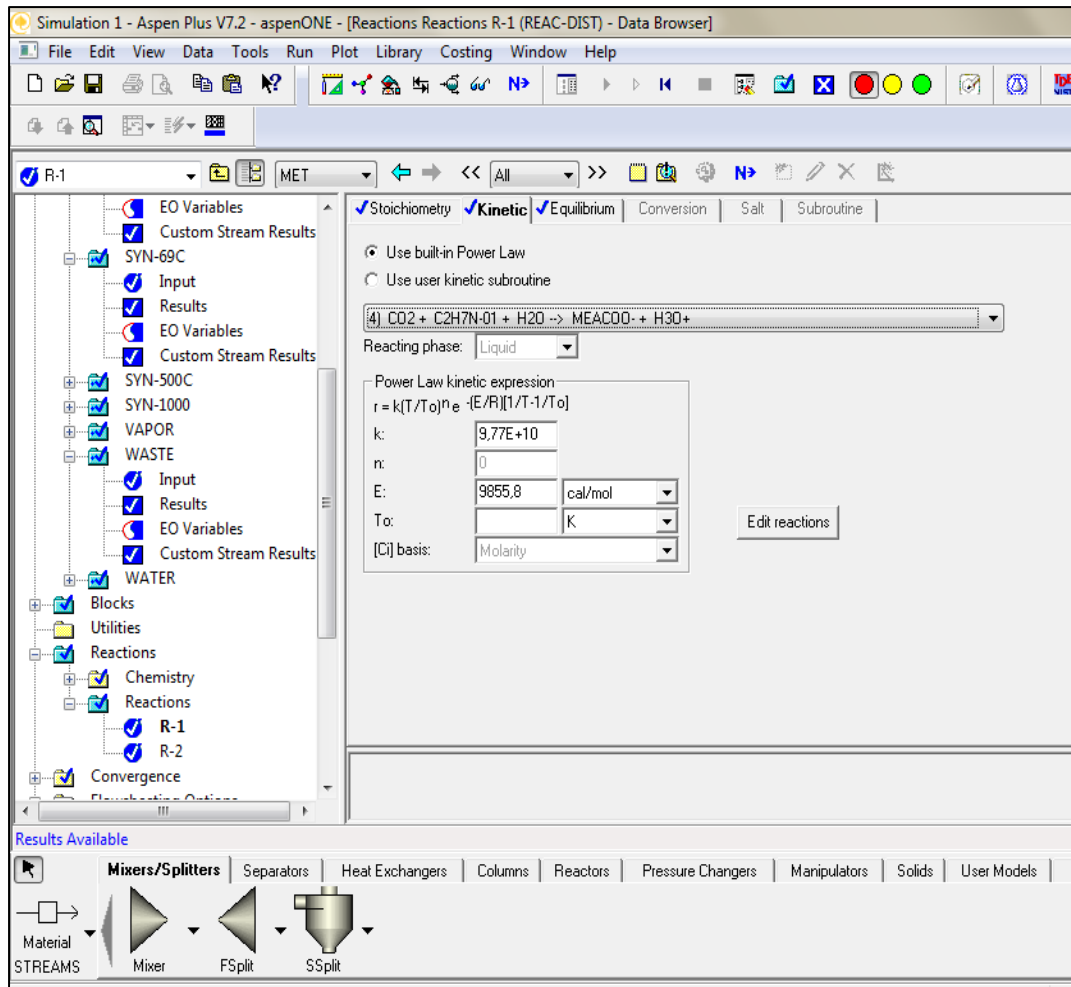 Simulation 1 - Aspen Plus V7.2 - aspenONE - [Reactions Reactions R-1 (REAC-DIST) - Data Browser]
File Edit View Data Tools Run Plot Library Costing Window Help
N
R-1
MET
<< All >>
N
EO Variables
Custom Stream Results
SYN-69C
Input
Results
EO Variables
Custom Stream Results
SYN-500C
SYN-1000
VAPOR
WASTE
Input
Results
EO Variables
Custom Stream Results
WATER
Blocks
Utilities
Reactions
Chemistry
Reactions
R-1
R-2
Convergence
Flowsheeting Options
Stoichiometry Kinetic Equilibrium Conversion Salt Subroutine
Use built-in Power Law
Use user kinetic subroutine
4) CO2 + C2H7N-01 + H2O --> MEACOO- + H3O+
Reacting phase: Liquid
Power Law kinetic expression
r = k(T/To)^n e^-(E/R)[1/T-1/To]
k: 9,77E+10
n: 0
E: 9855,8 cal/mol
To: K
[Ci] basis: Molarity
Edit reactions
Results Available
Mixers/Splitters Separators Heat Exchangers Columns Reactors Pressure Changers Manipulators Solids User Models
Material
STREAMS Mixer FSplit SSplit